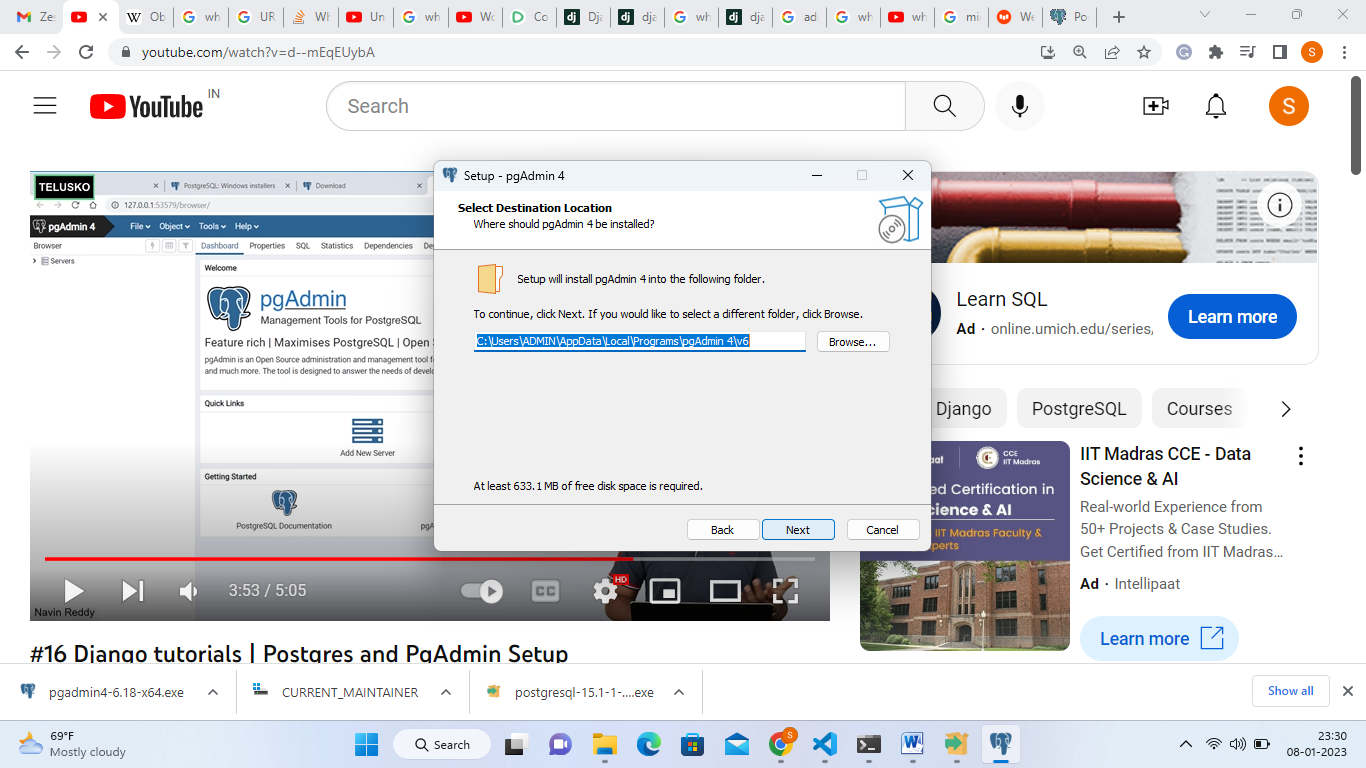 Ze
Ob
wh
UR
Wh
Un
wh
Wo
Co
Dja
dja
wh
dja
ad
wh
wh
mi
We
Po
youtube.com/watch?v=d--mEqEUybA
S
YouTube
IN
Search
S
TELUSKO
PostgreSQL: Windows installers
Download
127.0.0.1:53579/browser/
pgAdmin 4
File
Object
Tools
Help
Browser
Dashboard
Properties
SQL
Statistics
Dependencies
De
Servers
Welcome
pgAdmin
Management Tools for PostgreSQL
Feature rich | Maximises PostgreSQL | Open S
pgAdmin is an Open Source administration and management tool f
and much more. The tool is designed to answer the needs of develo
Quick Links
Add New Server
Getting Started
PostgreSQL Documentation
pgA
3:53 / 5:05
CC
HD
Navin Reddy
#16 Django tutorials | Postgres and PgAdmin Setup
Setup - pgAdmin 4
Select Destination Location
Where should pgAdmin 4 be installed?
Setup will install pgAdmin 4 into the following folder.
To continue, click Next. If you would like to select a different folder, click Browse.
C:\Users\ADMIN\AppData\Local\Programs\pgAdmin 4\v6
Browse...
At least 633.1 MB of free disk space is required.
Back
Next
Cancel
Learn SQL
Ad · online.umich.edu/series,
Learn more
Django
PostgreSQL
Courses
aat
CCE
IIT Madras
ed Certification in
cience & AI
IIT Madras Faculty &
perts
IIT Madras CCE - Data
Science & AI
Real-world Experience from
50+ Projects & Case Studies.
Get Certified from IIT Madras...
Ad · Intellipaat
Learn more
pgadmin4-6.18-x64.exe
CURRENT_MAINTAINER
postgresql-15.1-1-....exe
Show all
69°F
Mostly cloudy
Search
S
23:30
08-01-2023